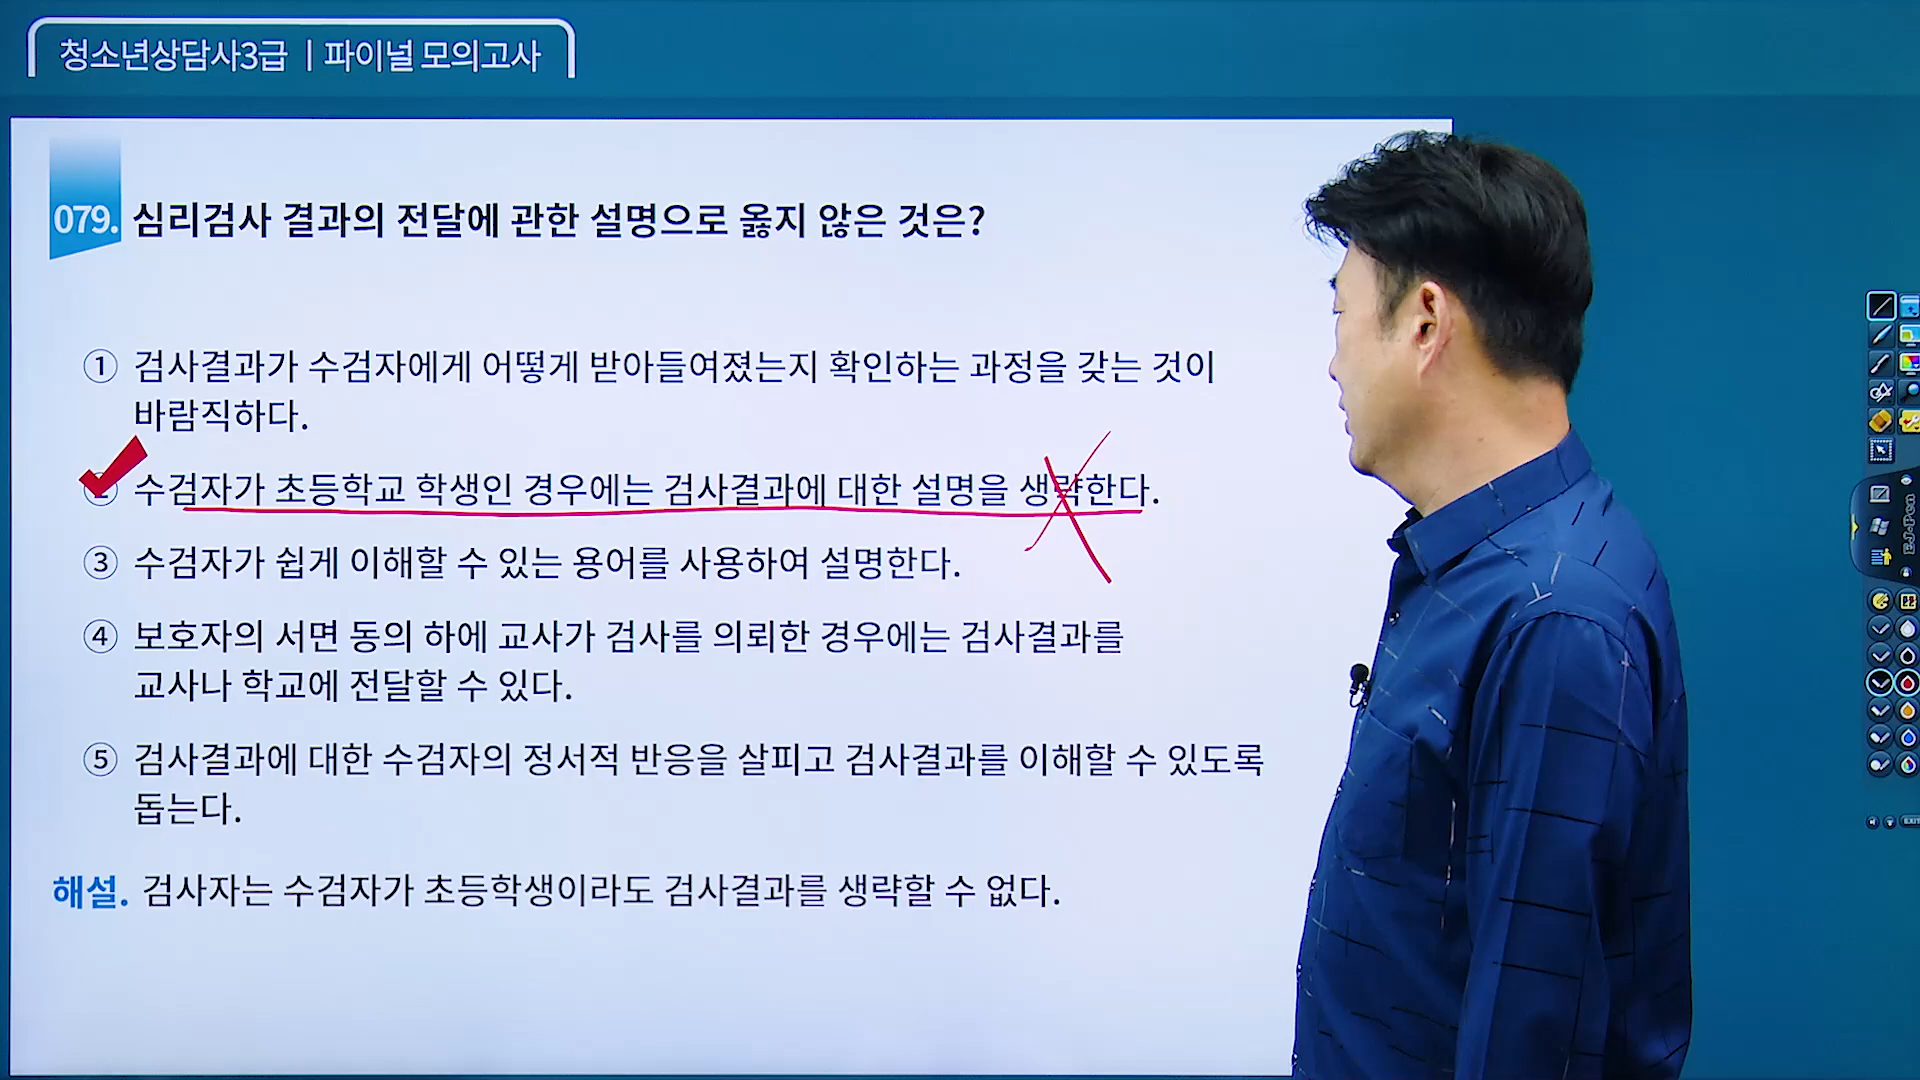 청소년상담사3급 | 파이널 모의고사
079. 심리검사 결과의 전달에 관한 설명으로 옳지 않은 것은?
① 검사결과가 수검자에게 어떻게 받아들여졌는지 확인하는 과정을 갖는 것이
바람직하다.
② 수검자가 초등학교 학생인 경우에는 검사결과에 대한 설명을 생략한다.
③ 수검자가 쉽게 이해할 수 있는 용어를 사용하여 설명한다.
④ 보호자의 서면 동의 하에 교사가 검사를 의뢰한 경우에는 검사결과를
교사나 학교에 전달할 수 있다.
⑤ 검사결과에 대한 수검자의 정서적 반응을 살피고 검사결과를 이해할 수 있도록
돕는다.
해설. 검사자는 수검자가 초등학생이라도 검사결과를 생략할 수 없다.